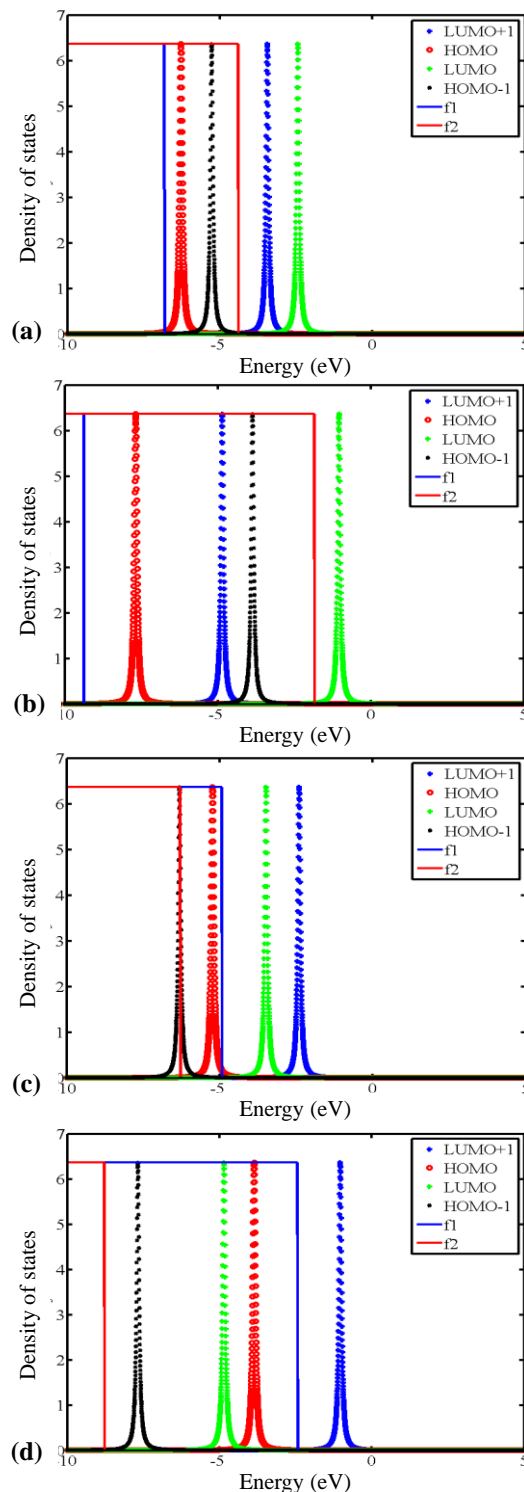 7
6
5
4
3
2
1
0
Density of states
LUMO+1
HOMO
LUMO
HOMO-1
f1
f2
(a)
-10 -5 0 5
Energy (eV)
7
6
5
4
3
2
1
0
Density of states
LUMO+1
HOMO
LUMO
HOMO-1
f1
f2
(b)
-10 -5 0 5
Energy (eV)
7
6
5
4
3
2
1
0
Density of states
LUMO+1
HOMO
LUMO
HOMO-1
f1
f2
(c)
-10 -5 0 5
Energy (eV)
7
6
5
4
3
2
1
0
Density of states
LUMO+1
HOMO
LUMO
HOMO-1
f1
f2
(d)
-10 -5 0 5
Energy (eV)